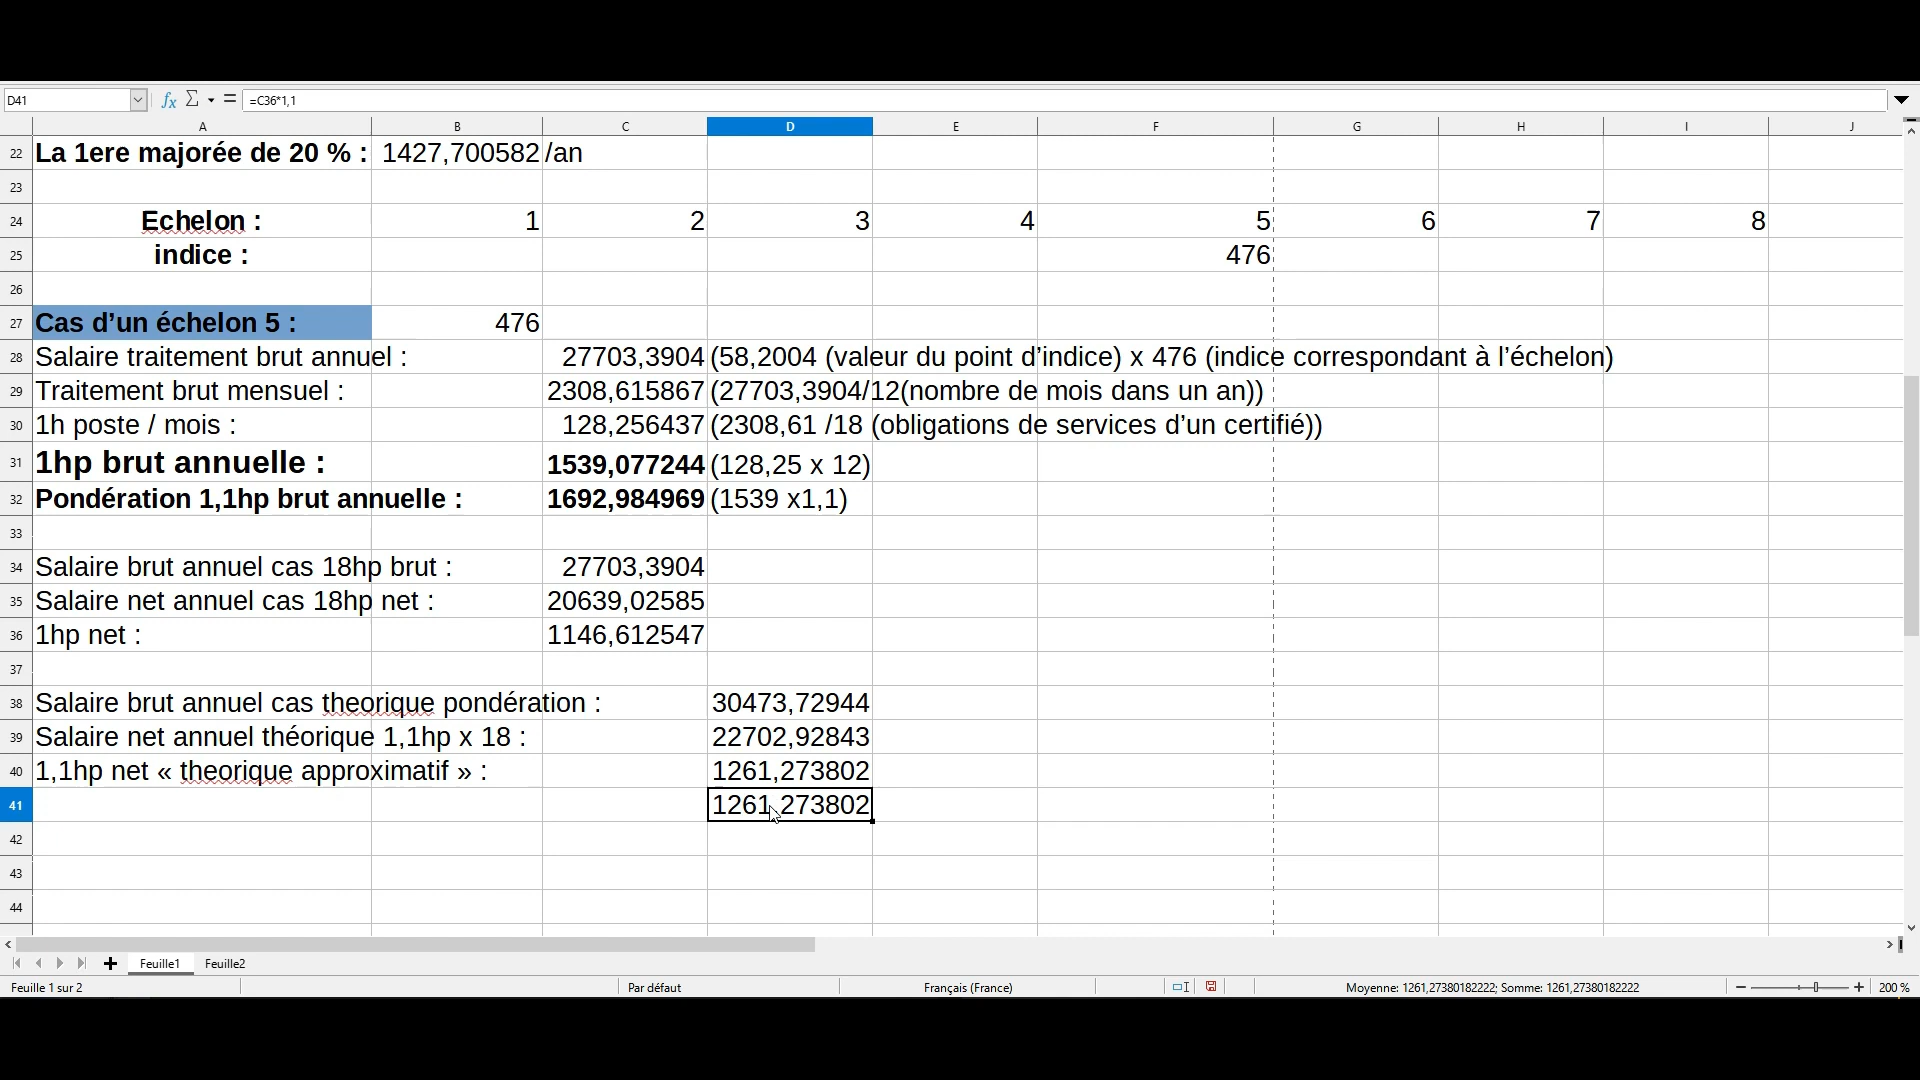 D41 fx Σ = =C36*1,1
A B C D E F G H I J
22 La 1ere majorée de 20 % : 1427,700582 /an
23
24 Echelon : 1 2 3 4 5 6 7 8
25 indice : 476
26
27 Cas d’un échelon 5 : 476
28 Salaire traitement brut annuel : 27703,3904 (58,2004 (valeur du point d’indice) x 476 (indice correspondant à l’échelon)
29 Traitement brut mensuel : 2308,615867 (27703,3904/12(nombre de mois dans un an))
30 1h poste / mois : 128,256437 (2308,61 /18 (obligations de services d’un certifié))
31 1hp brut annuelle : 1539,077244 (128,25 x 12)
32 Pondération 1,1hp brut annuelle : 1692,984969 (1539 x1,1)
33
34 Salaire brut annuel cas 18hp brut : 27703,3904
35 Salaire net annuel cas 18hp net : 20639,02585
36 1hp net : 1146,612547
37
38 Salaire brut annuel cas theorique pondération : 30473,72944
39 Salaire net annuel théorique 1,1hp x 18 : 22702,92843
40 1,1hp net « theorique approximatif » : 1261,273802
41 1261,273802
42
43
44
Feuille1 Feuille2
Feuille 1 sur 2 Par défaut Français (France) Moyenne: 1261,27380182222; Somme: 1261,27380182222 200 %